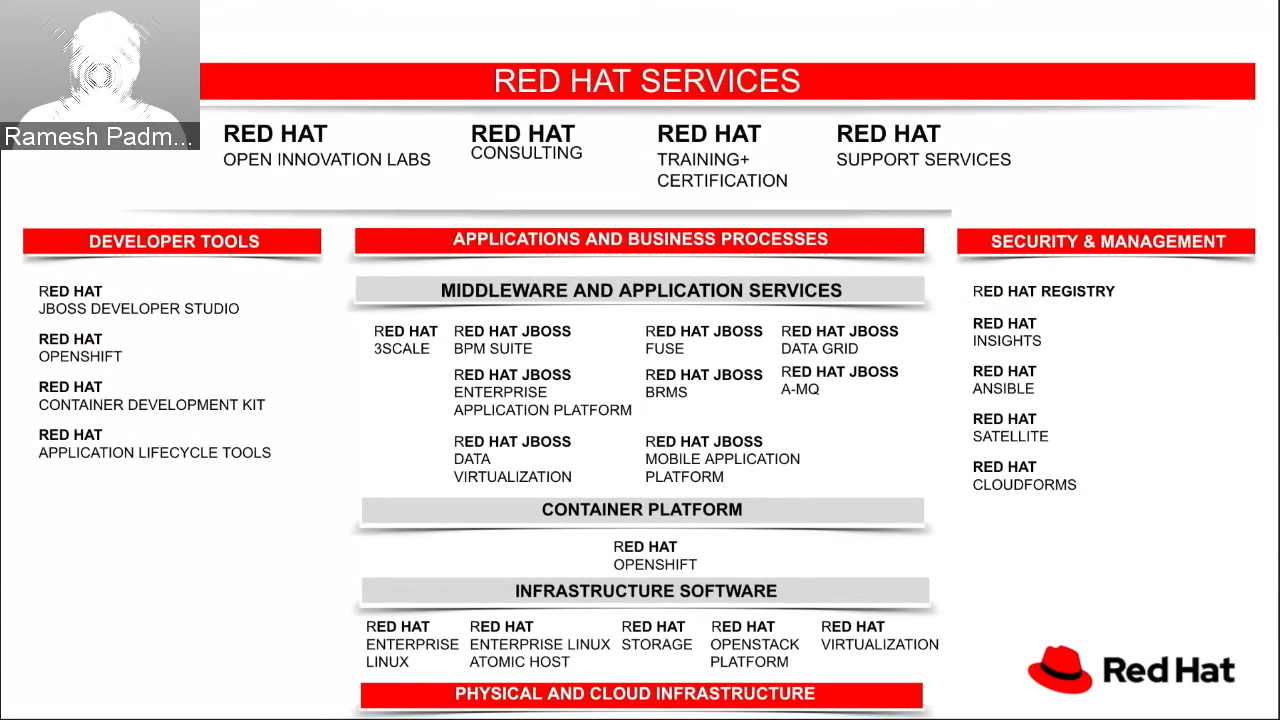 Ramesh Padm...
RED HAT SERVICES
RED HAT
OPEN INNOVATION LABS
RED HAT
CONSULTING
RED HAT
TRAINING+
CERTIFICATION
RED HAT
SUPPORT SERVICES
DEVELOPER TOOLS
RED HAT
JBOSS DEVELOPER STUDIO
RED HAT
OPENSHIFT
RED HAT
CONTAINER DEVELOPMENT KIT
RED HAT
APPLICATION LIFECYCLE TOOLS
APPLICATIONS AND BUSINESS PROCESSES
MIDDLEWARE AND APPLICATION SERVICES
RED HAT
3SCALE
RED HAT JBOSS
BPM SUITE
RED HAT JBOSS
FUSE
RED HAT JBOSS
DATA GRID
RED HAT JBOSS
ENTERPRISE
APPLICATION PLATFORM
RED HAT JBOSS
BRMS
RED HAT JBOSS
A-MQ
RED HAT JBOSS
DATA
VIRTUALIZATION
RED HAT JBOSS
MOBILE APPLICATION
PLATFORM
CONTAINER PLATFORM
RED HAT
OPENSHIFT
INFRASTRUCTURE SOFTWARE
RED HAT
ENTERPRISE
LINUX
RED HAT
ENTERPRISE LINUX
ATOMIC HOST
RED HAT
STORAGE
RED HAT
OPENSTACK
PLATFORM
RED HAT
VIRTUALIZATION
PHYSICAL AND CLOUD INFRASTRUCTURE
SECURITY & MANAGEMENT
RED HAT REGISTRY
RED HAT
INSIGHTS
RED HAT
ANSIBLE
RED HAT
SATELLITE
RED HAT
CLOUDFORMS
Red Hat